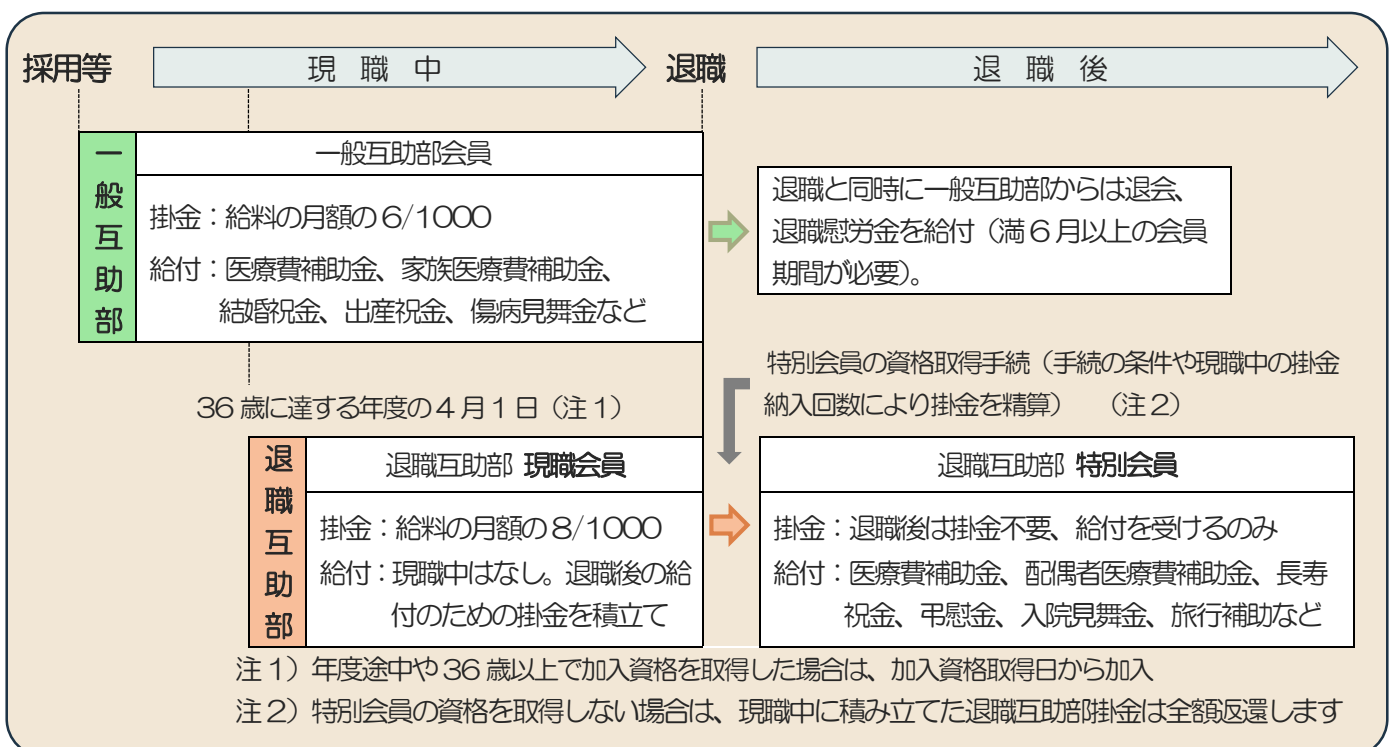 採用等
現職中
退職
退職後
一般互助部
一般互助部会員
掛金：給料の月額の6/1000
給付：医療費補助金、家族医療費補助金、
結婚祝金、出産祝金、傷病見舞金など
退職と同時に一般互助部からは退会、
退職慰労金を給付（満6月以上の会員
期間が必要）。
特別会員の資格取得手続（手続の条件や現職中の掛金
納入回数により掛金を精算） （注2）
36歳に達する年度の4月1日（注1）
退職互助部
退職互助部 現職会員
掛金：給料の月額の8/1000
給付：現職中はなし。退職後の給
付のための掛金を積立て
退職互助部 特別会員
掛金：退職後は掛金不要、給付を受けるのみ
給付：医療費補助金、配偶者医療費補助金、長寿
祝金、弔慰金、入院見舞金、旅行補助など
注1）年度途中や36歳以上で加入資格を取得した場合は、加入資格取得日から加入
注2）特別会員の資格を取得しない場合は、現職中に積み立てた退職互助部掛金は全額返還します